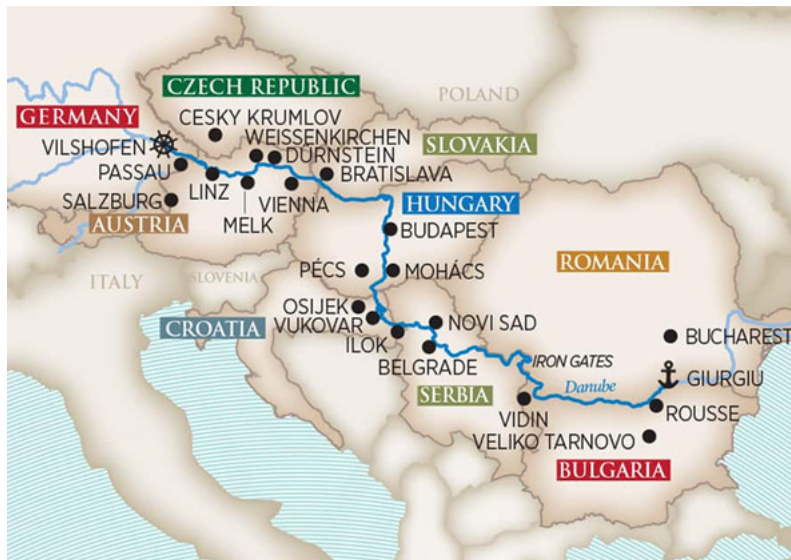 POLAND
CZECH REPUBLIC
GERMANY
CESKY KRUMLOV
WEISSENKIRCHEN
VILSHOFEN
DÜRNSTEIN
SLOVAKIA
PASSAU
BRATISLAVA
LINZ
VIENNA
SALZBURG
HUNGARY
AUSTRIA
MELK
BUDAPEST
ITALY
SLOVENIA
PÉCS
MOHÁCS
ROMANIA
OSIJEK
CROATIA
VUKOVAR
NOVI SAD
BUCHAREST
ILOK
IRON GATES
BELGRADE
GIURGIU
SERBIA
Danube
VIDIN
ROUSSE
VELIKO TARNOVO
BULGARIA